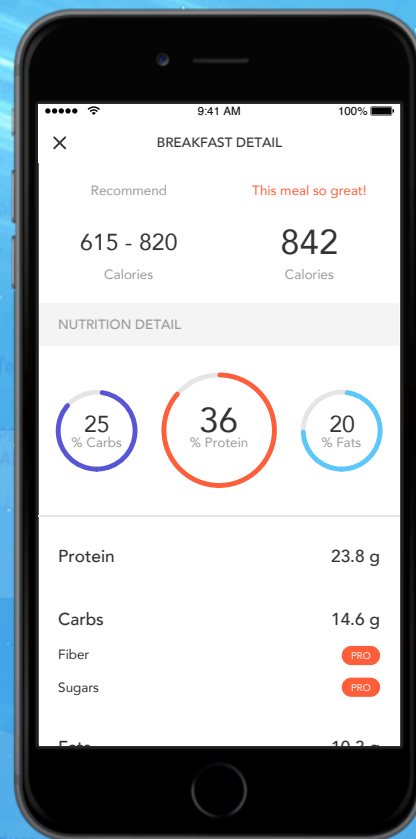 9:41 AM
100%
BREAKFAST DETAIL
Recommend
This meal so great!
615 - 820
842
Calories
Calories
NUTRITION DETAIL
25
% Carbs
36
% Protein
20
% Fats
Protein
23.8 g
Carbs
14.6 g
Fiber
PRO
Sugars
PRO